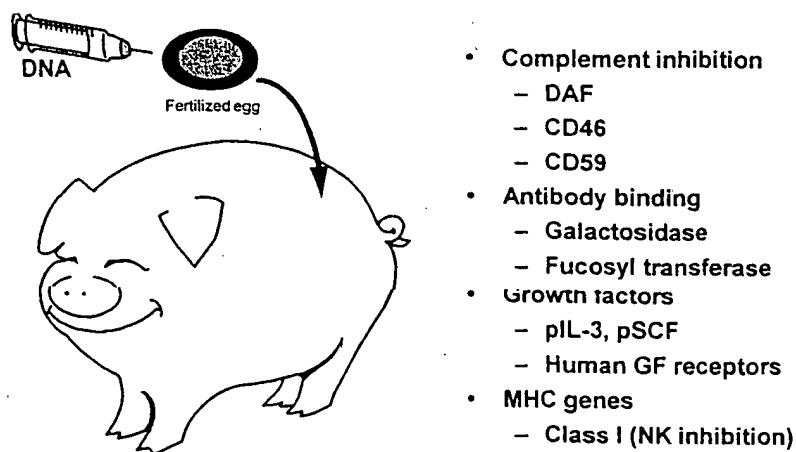 DNA
Fertilized egg
• Complement inhibition
– DAF
– CD46
– CD59
• Antibody binding
– Galactosidase
– Fucosyl transferase
• Growth factors
– pIL-3, pSCF
– Human GF receptors
• MHC genes
– Class I (NK inhibition)